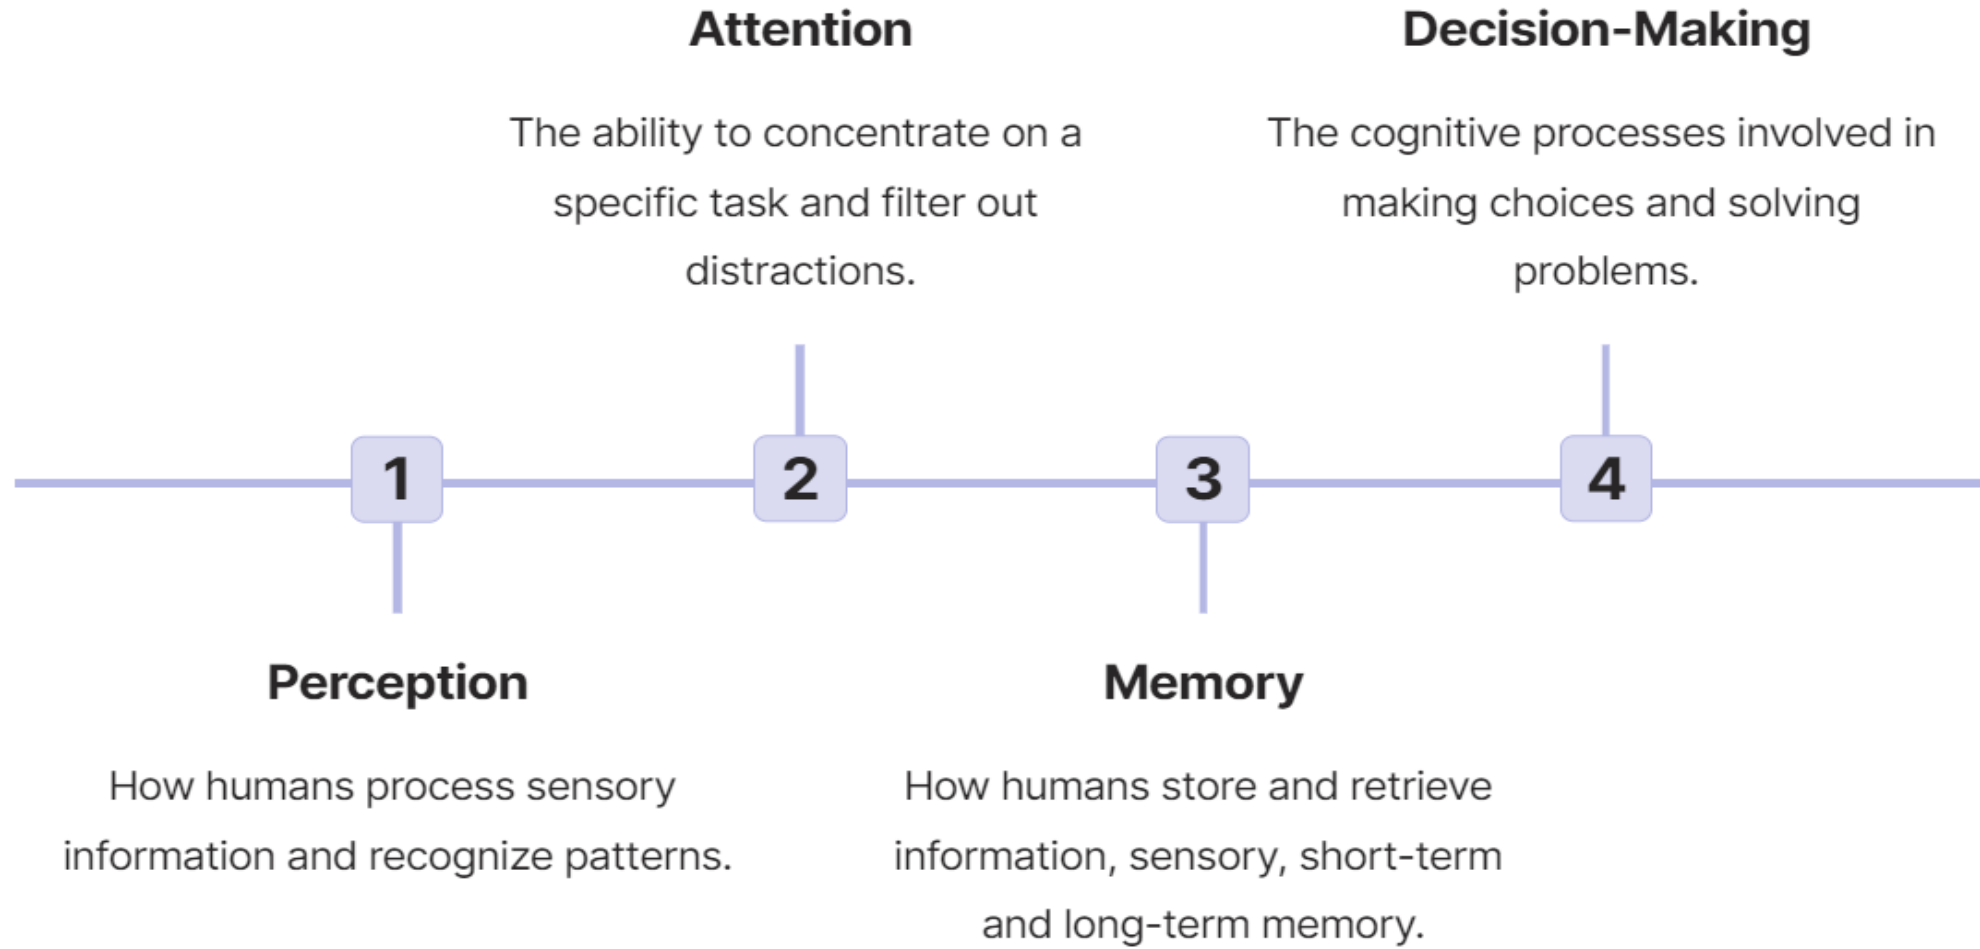 Attention
The ability to concentrate on a
specific task and filter out
distractions.
Decision-Making
The cognitive processes involved in
making choices and solving
problems.
1
2
3
4
Perception
How humans process sensory
information and recognize patterns.
Memory
How humans store and retrieve
information, sensory, short-term
and long-term memory.